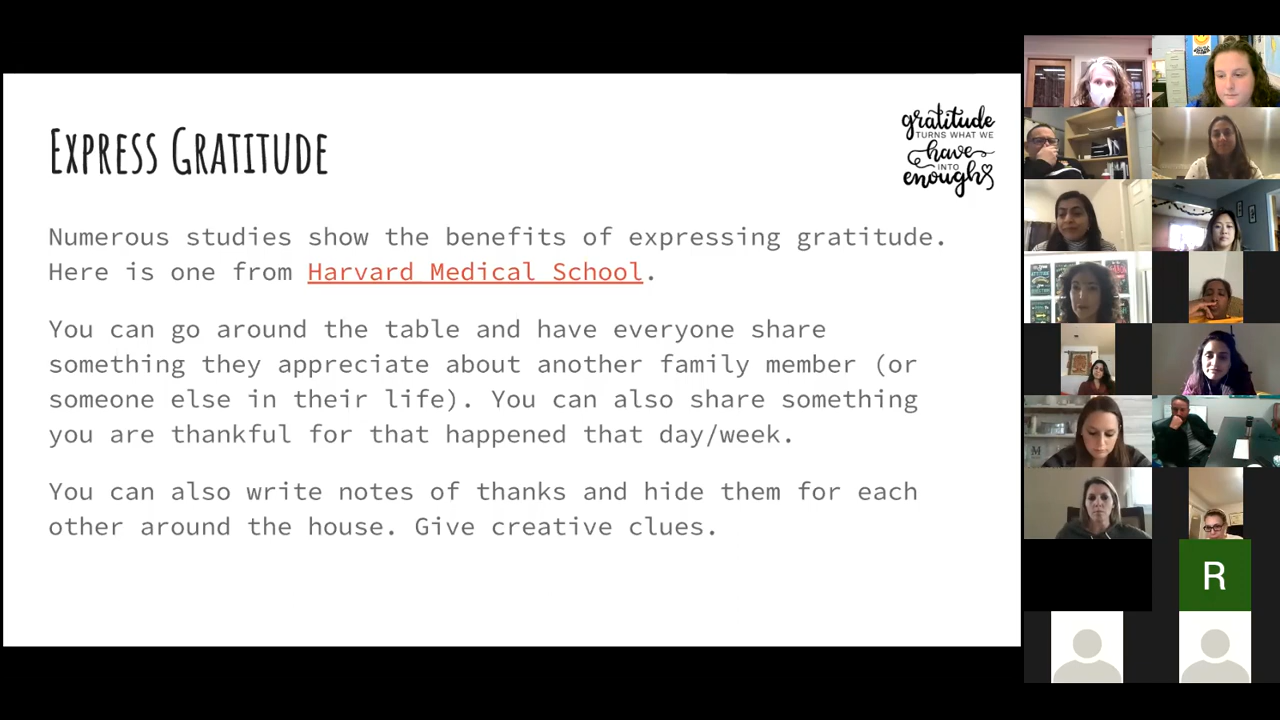 Express Gratitude
gratitude
TURNS WHAT WE
have
INTO
enough
Numerous studies show the benefits of expressing gratitude.
Here is one from Harvard Medical School.
You can go around the table and have everyone share
something they appreciate about another family member (or
someone else in their life). You can also share something
you are thankful for that happened that day/week.
You can also write notes of thanks and hide them for each
other around the house. Give creative clues.
M
R